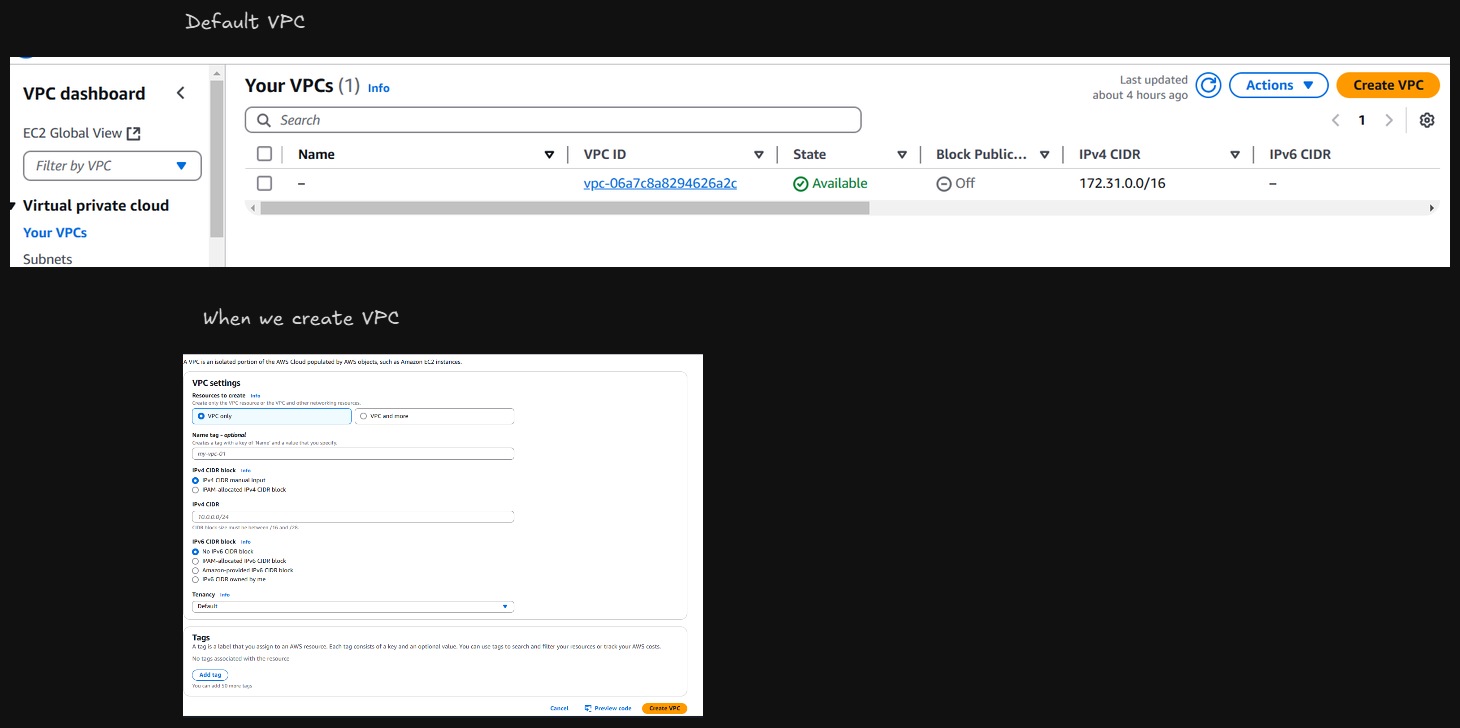 Default VPC
VPC dashboard
EC2 Global View
Filter by VPC
Virtual private cloud
Your VPCs
Subnets
Your VPCs (1) Info
Last updated
about 4 hours ago
Actions
Create VPC
Search
1
Name VPC ID State Block Public... IPv4 CIDR IPv6 CIDR
– vpc-06a7c8a8294626a2c Available Off 172.31.0.0/16 –
When we create VPC
A VPC is an isolated portion of the AWS Cloud populated by AWS objects, such as Amazon EC2 instances.
VPC settings
Resources to create Info
Create only the VPC resource or the VPC and other networking resources.
VPC only VPC and more
Name tag - optional
Creates a tag with a key of 'Name' and a value that you specify.
my-vpc-01
IPv4 CIDR block Info
IPv4 CIDR manual input
IPAM-allocated IPv4 CIDR block
IPv4 CIDR
10.0.0.0/24
CIDR block size must be between /16 and /28.
IPv6 CIDR block Info
No IPv6 CIDR block
IPAM-allocated IPv6 CIDR block
Amazon-provided IPv6 CIDR block
IPv6 CIDR owned by me
Tenancy Info
Default
Tags
A tag is a label that you assign to an AWS resource. Each tag consists of a key and an optional value. You can use tags to search and filter your resources or track your AWS costs.
No tags associated with the resource
Add tag
You can add 50 more tags
Cancel Preview code Create VPC